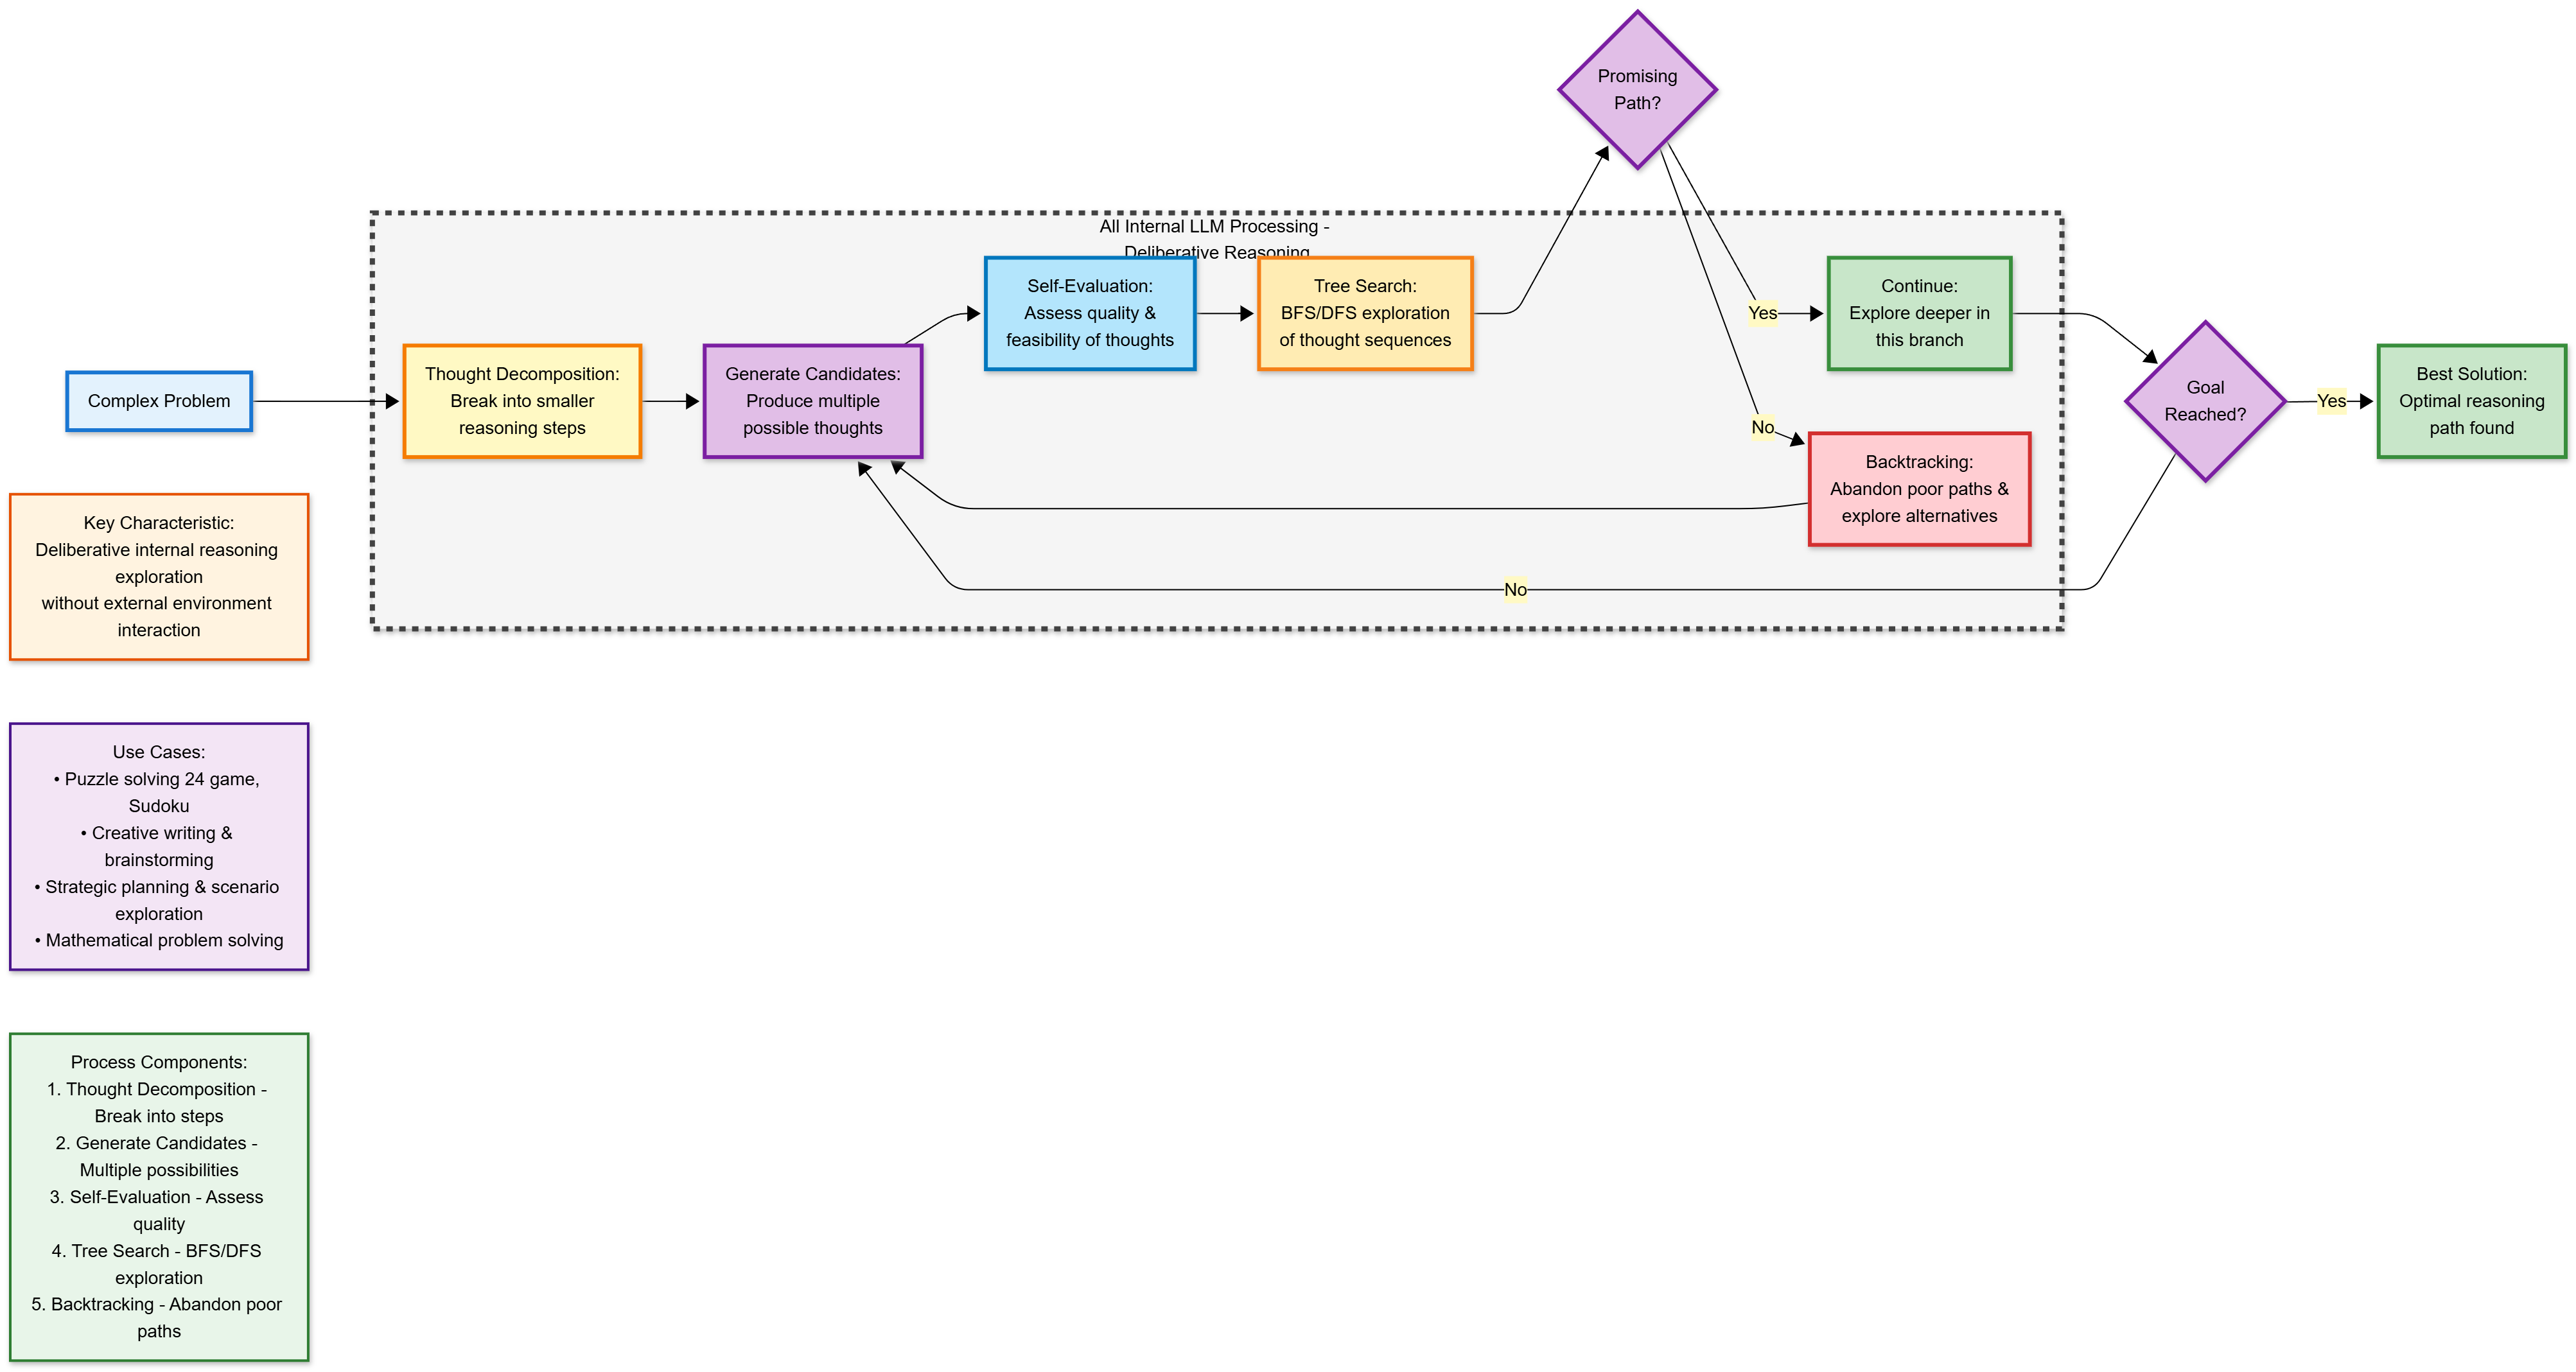 Promising
Path?
All Internal LLM Processing -
Deliberative Reasoning
Complex Problem
Thought Decomposition:
Break into smaller
reasoning steps
Generate Candidates:
Produce multiple
possible thoughts
Self-Evaluation:
Assess quality &
feasibility of thoughts
Tree Search:
BFS/DFS exploration
of thought sequences
Yes
No
Continue:
Explore deeper in
this branch
Backtracking:
Abandon poor paths &
explore alternatives
No
Goal
Reached?
Yes
Best Solution:
Optimal reasoning
path found
Key Characteristic:
Deliberative internal reasoning
exploration
without external environment
interaction
Use Cases:
• Puzzle solving 24 game,
Sudoku
• Creative writing &
brainstorming
• Strategic planning & scenario
exploration
• Mathematical problem solving
Process Components:
1. Thought Decomposition -
Break into steps
2. Generate Candidates -
Multiple possibilities
3. Self-Evaluation - Assess
quality
4. Tree Search - BFS/DFS
exploration
5. Backtracking - Abandon poor
paths